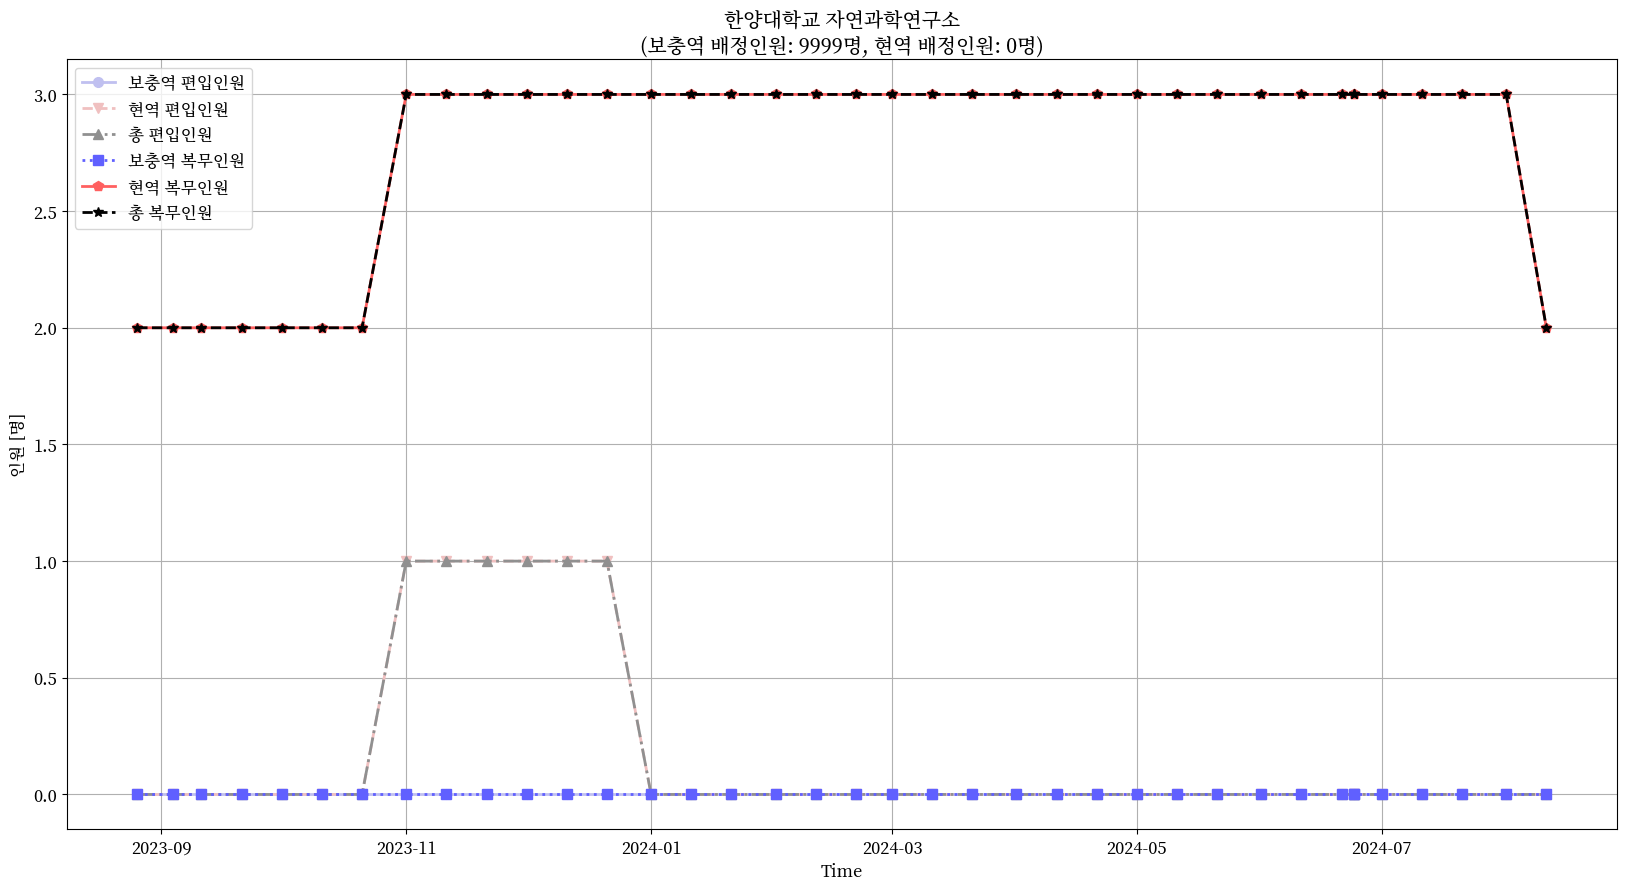 한양대학교 자연과학연구소
(보충역 배정인원: 9999명, 현역 배정인원: 0명)
보충역 편입인원
현역 편입인원
총 편입인원
보충역 복무인원
현역 복무인원
총 복무인원
인원 [명]
3.0
2.5
2.0
1.5
1.0
0.5
0.0
2023-09
2023-11
2024-01
2024-03
2024-05
2024-07
Time